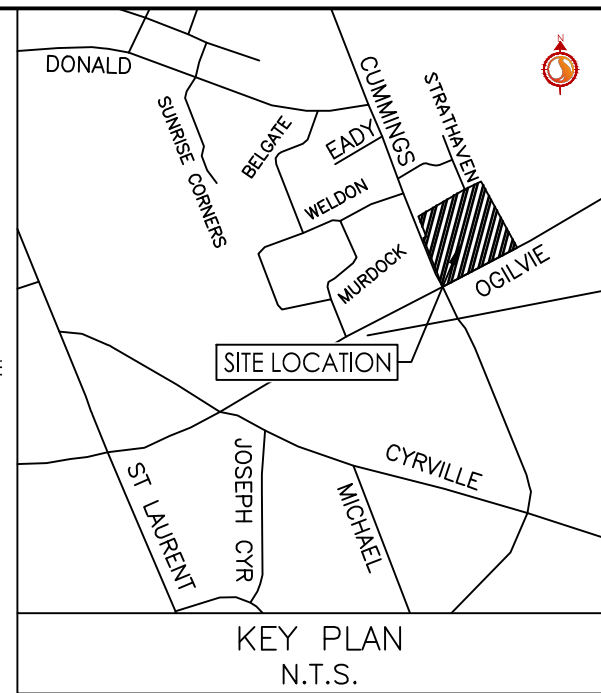 N
DONALD
CUMMINGS
STRATHAVEN
SUNRISE CORNERS
BELGATE
EADY
WELDON
MURDOCK
OGILVIE
SITE LOCATION
ST LAURENT
JOSEPH CYR
MICHAEL
CYRVILLE
KEY PLAN
N.T.S.